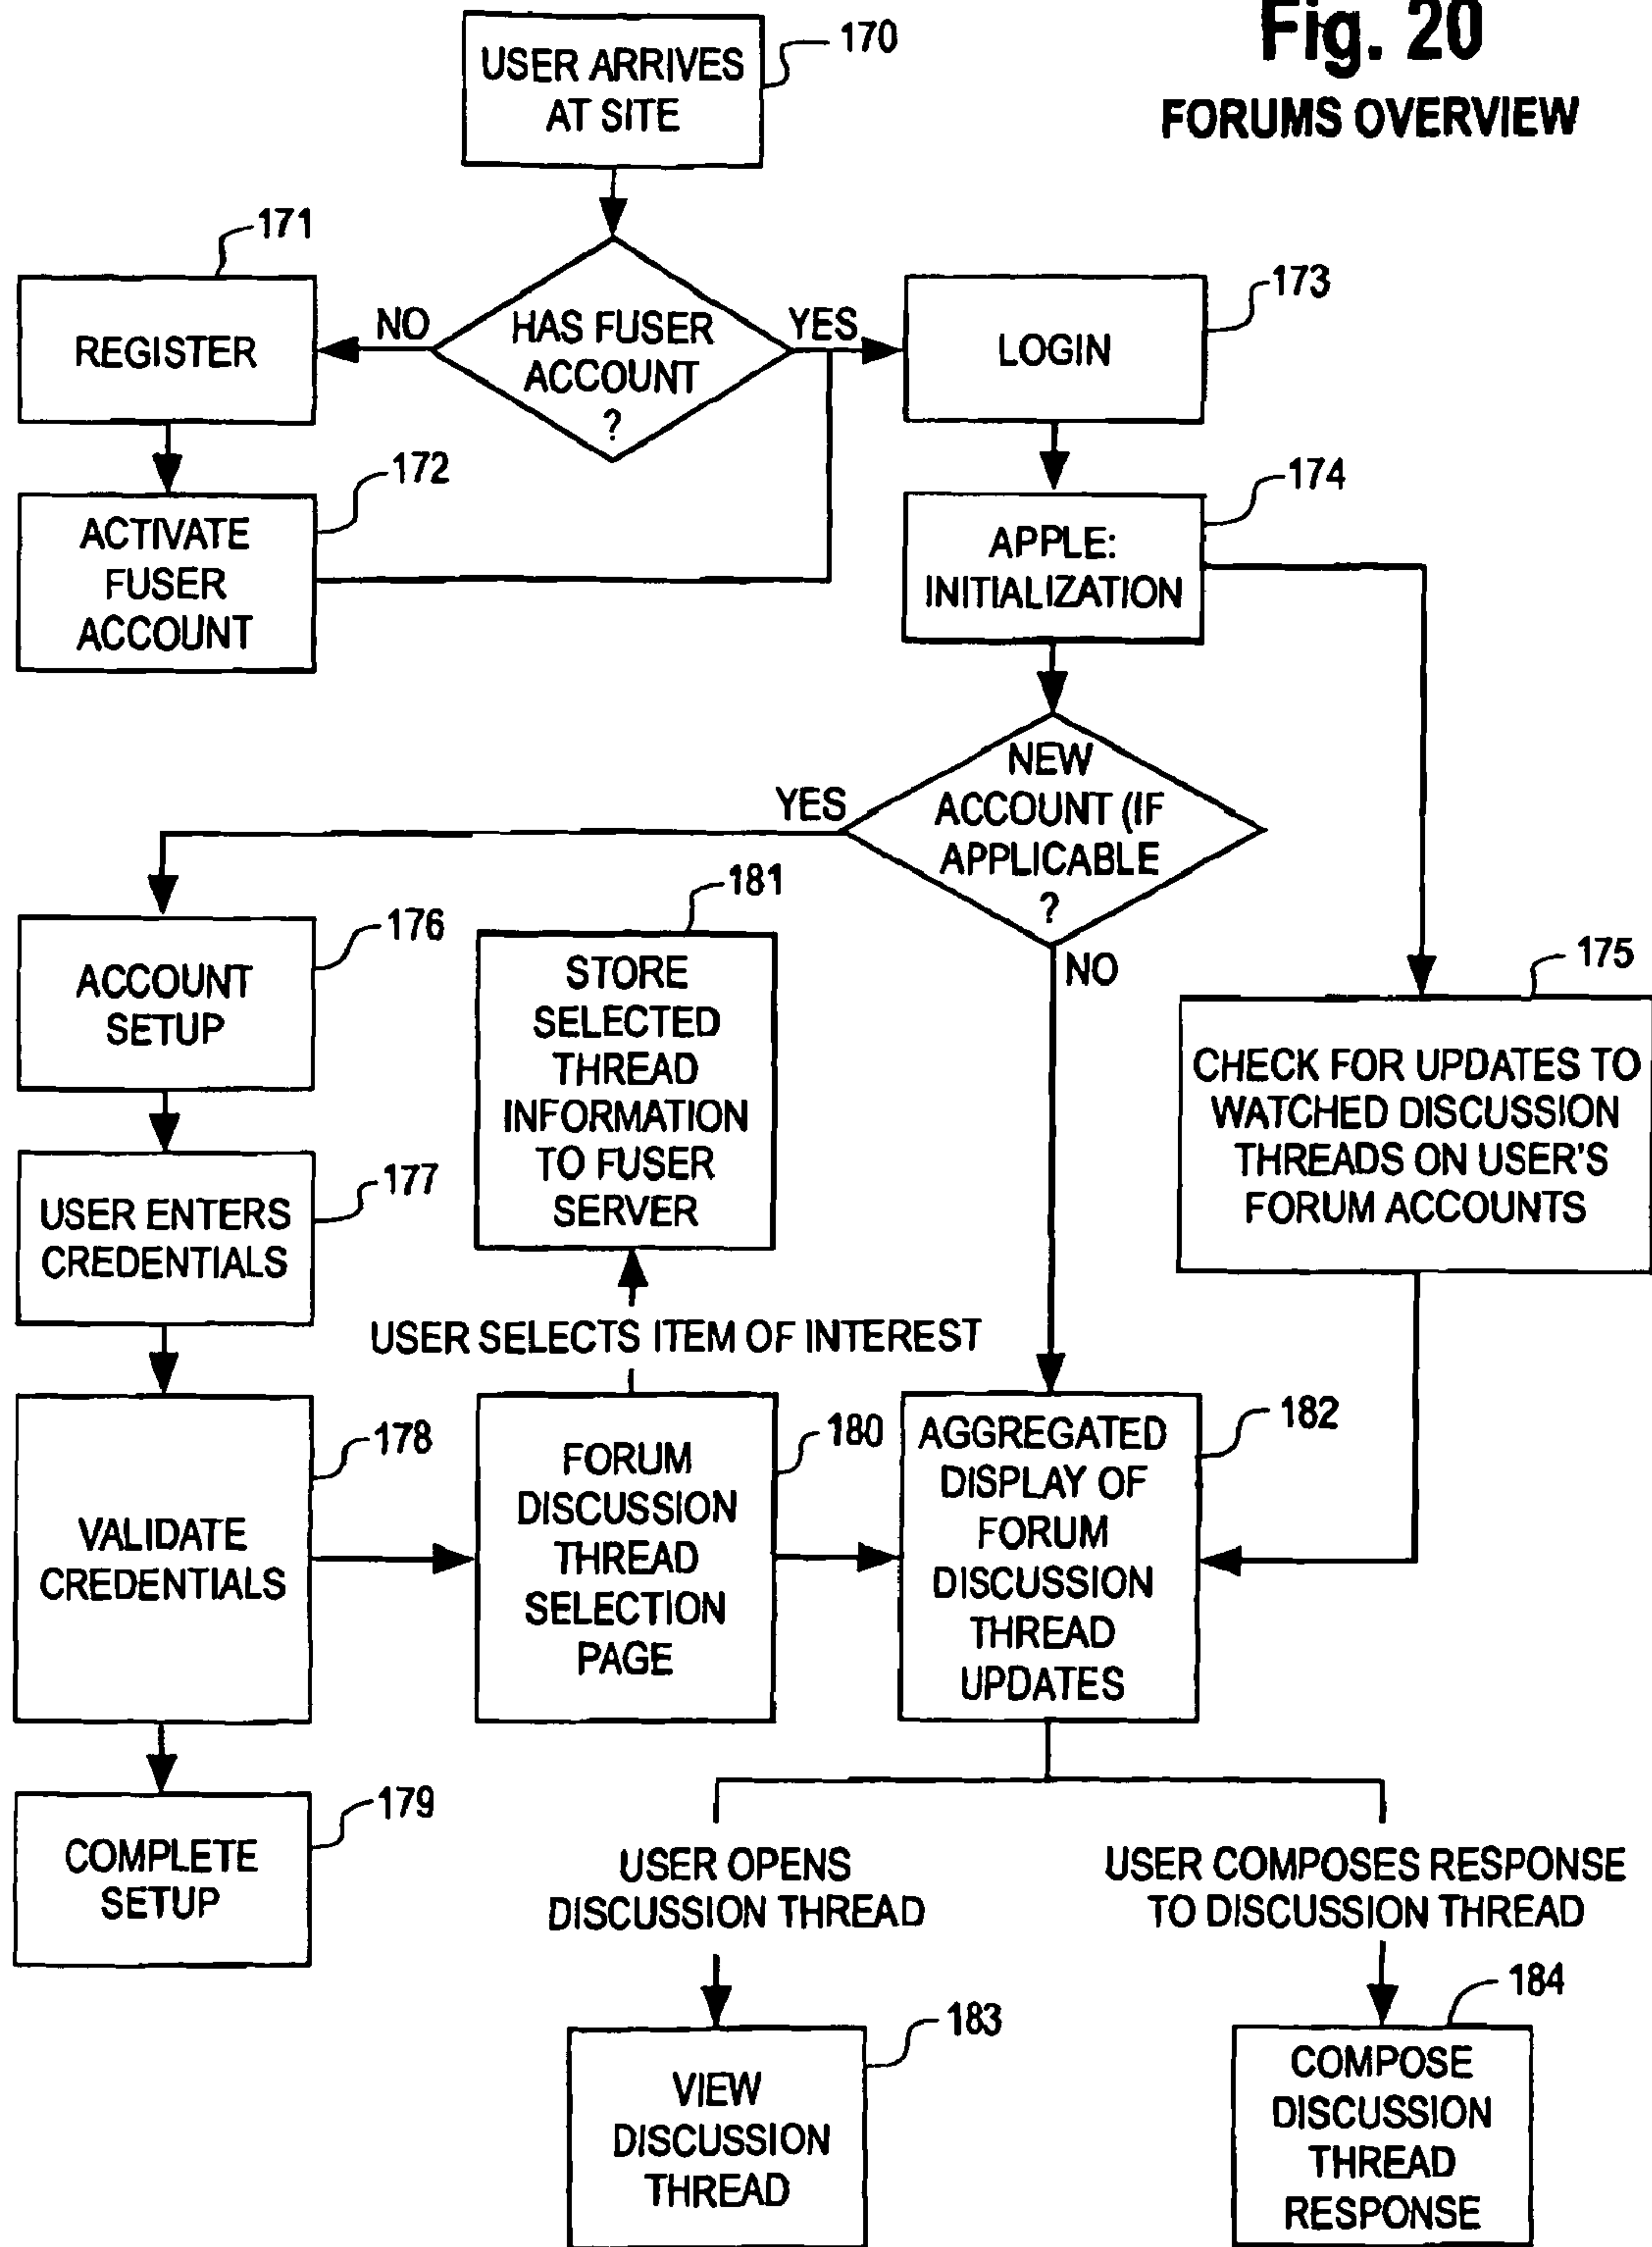 Fig. 20
FORUMS OVERVIEW
USER ARRIVES
AT SITE
170
171
REGISTER
NO
HAS FUSER
ACCOUNT
?
YES
173
LOGIN
172
ACTIVATE
FUSER
ACCOUNT
174
APPLE:
INITIALIZATION
NEW
ACCOUNT (IF
APPLICABLE
?
YES
NO
175
CHECK FOR UPDATES TO
WATCHED DISCUSSION
THREADS ON USER'S
FORUM ACCOUNTS
176
ACCOUNT
SETUP
181
STORE
SELECTED
THREAD
INFORMATION
TO FUSER
SERVER
177
USER ENTERS
CREDENTIALS
USER SELECTS ITEM OF INTEREST
178
VALIDATE
CREDENTIALS
180
FORUM
DISCUSSION
THREAD
SELECTION
PAGE
182
AGGREGATED
DISPLAY OF
FORUM
DISCUSSION
THREAD
UPDATES
179
COMPLETE
SETUP
USER OPENS
DISCUSSION THREAD
USER COMPOSES RESPONSE
TO DISCUSSION THREAD
183
VIEW
DISCUSSION
THREAD
184
COMPOSE
DISCUSSION
THREAD
RESPONSE